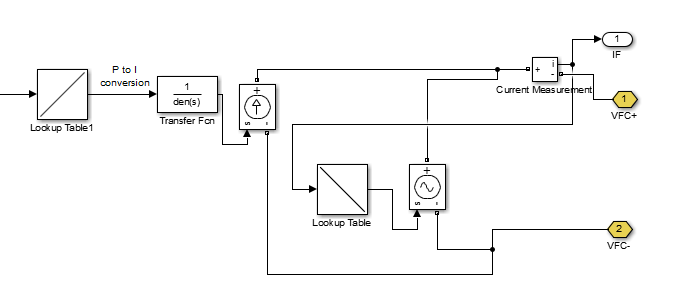 1
IF
P to I
conversion
+
i
-
Current Measurement
1
VFC+
Lookup Table1
1
den(s)
Transfer Fcn
+
s
-
Lookup Table
+
s
-
2
VFC-